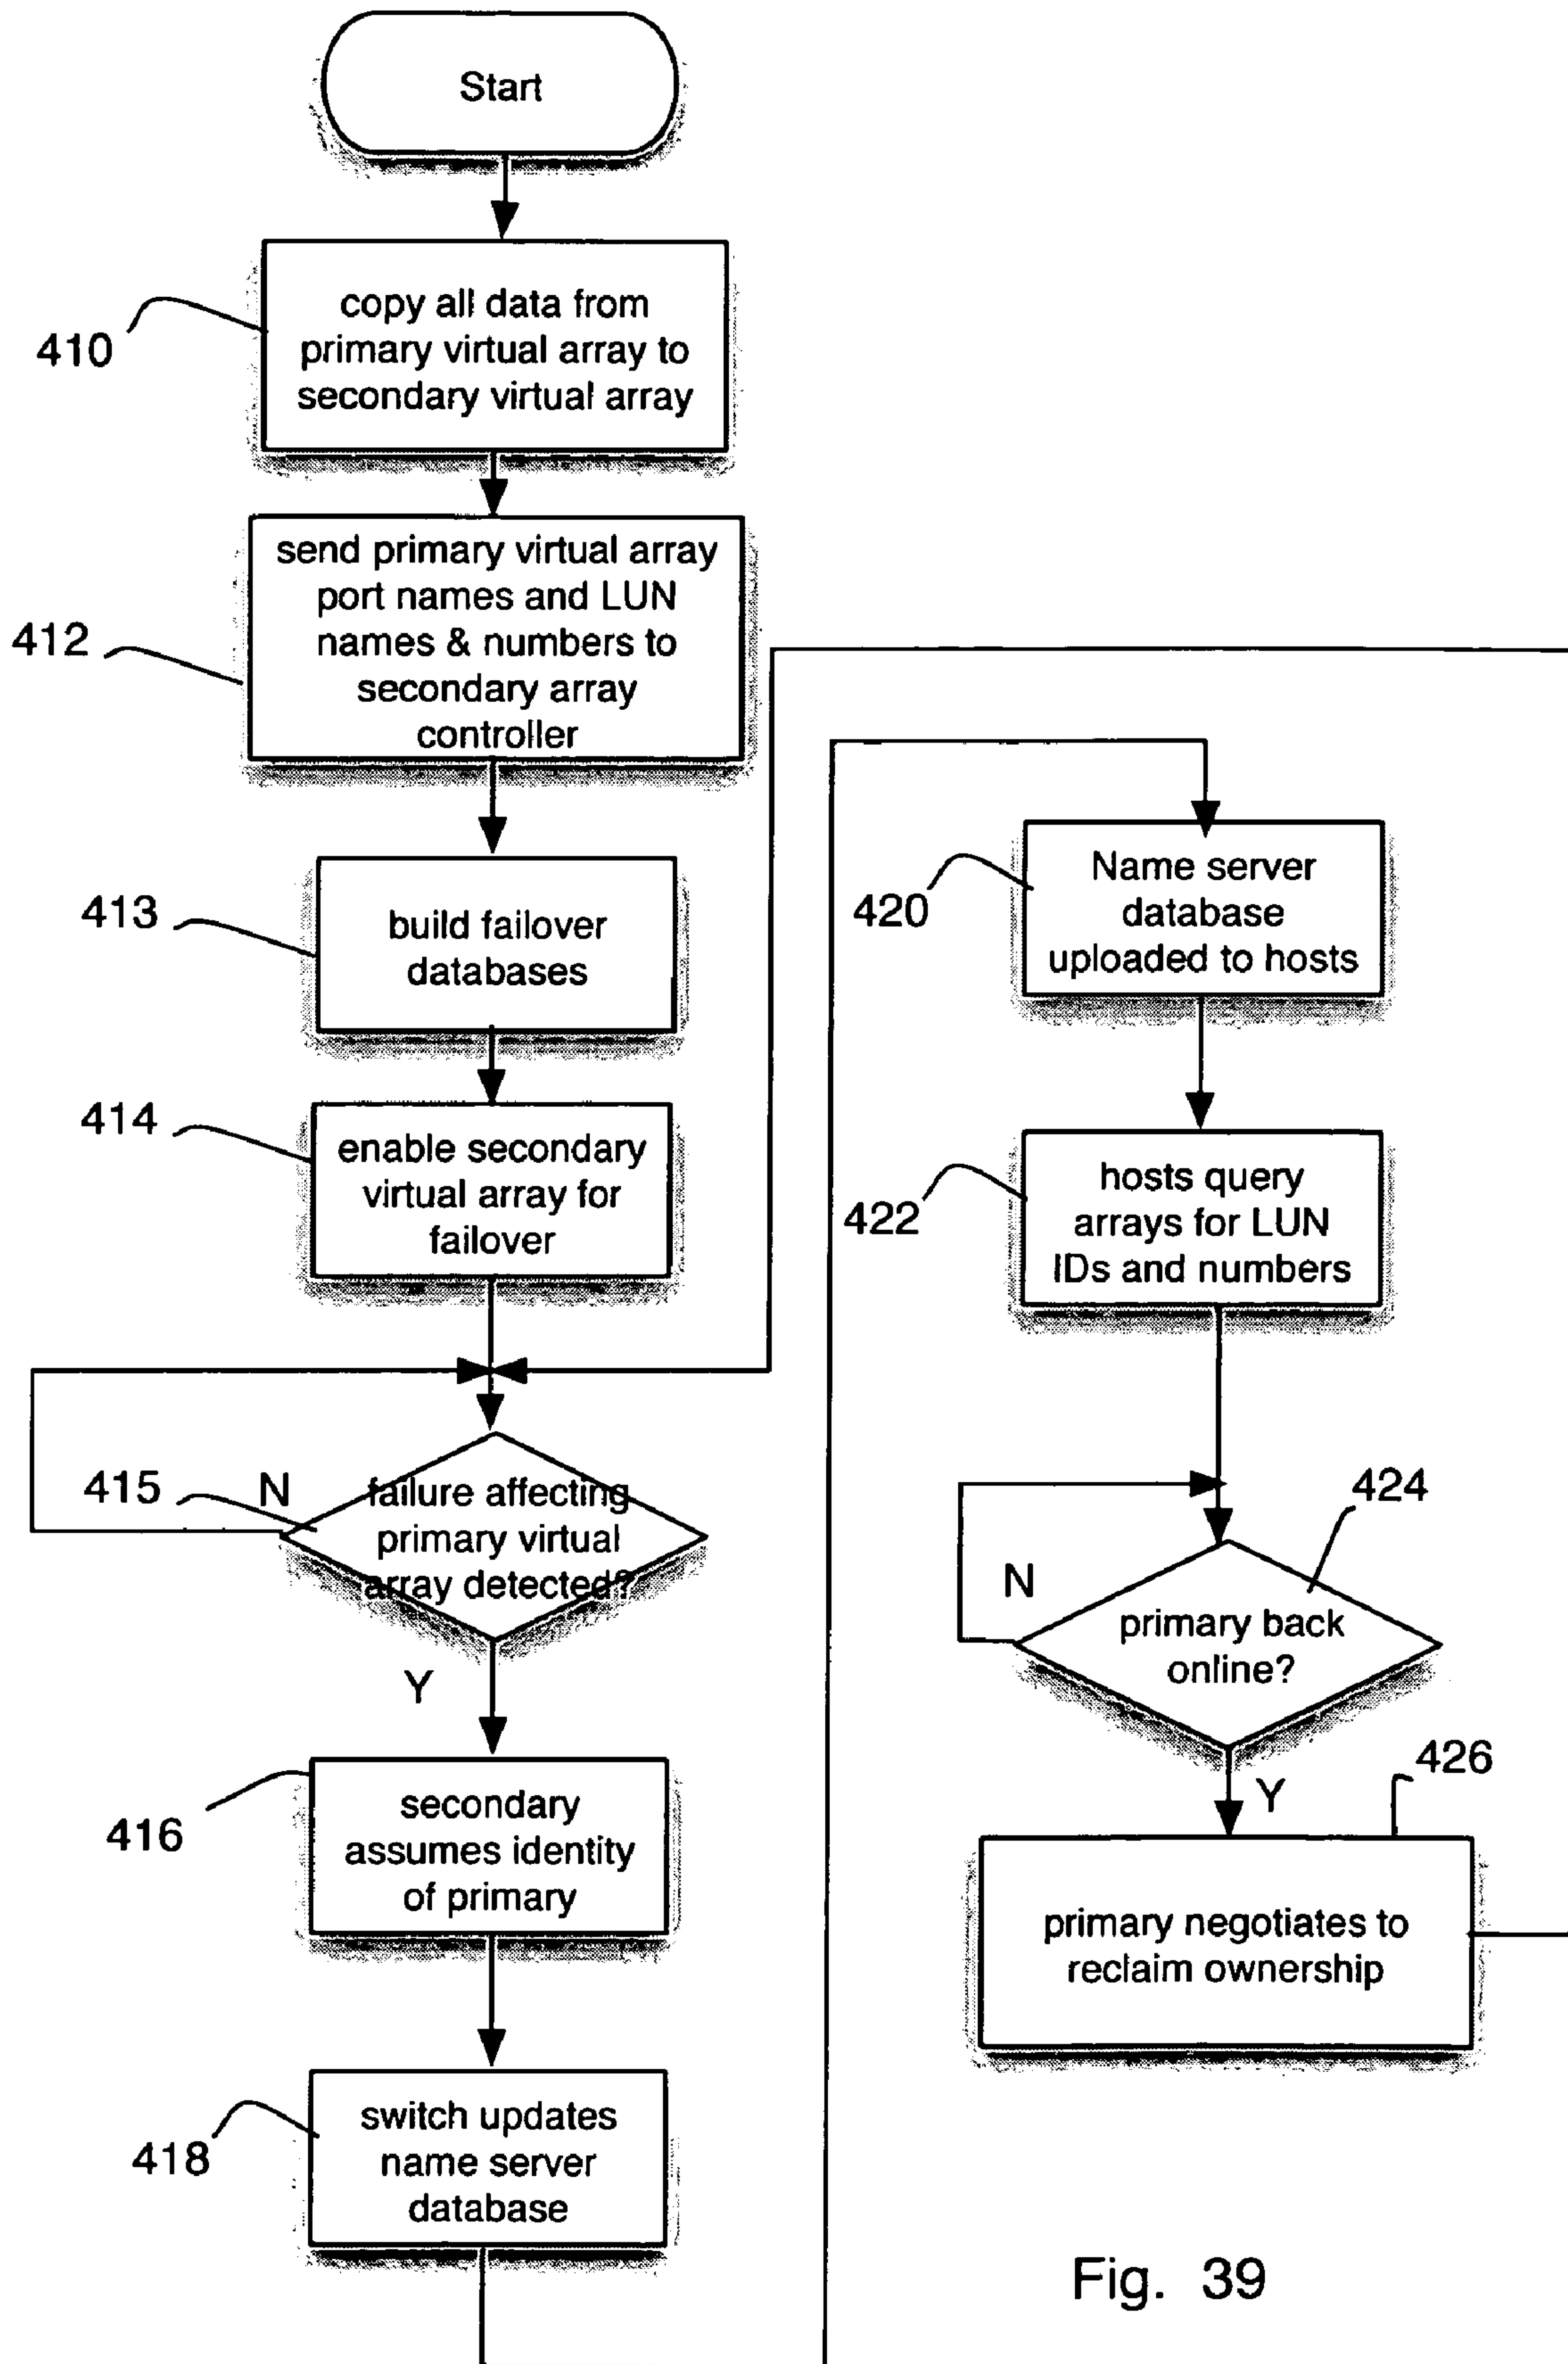 Start
410
copy all data from
primary virtual array to
secondary virtual array
412
send primary virtual array
port names and LUN
names & numbers to
secondary array
controller
413
build failover
databases
414
enable secondary
virtual array for
failover
415
N
failure affecting
primary virtual
array detected?
Y
416
secondary
assumes identity
of primary
418
switch updates
name server
database
420
Name server
database
uploaded to hosts
422
hosts query
arrays for LUN
IDs and numbers
424
N
primary back
online?
Y
426
primary negotiates to
reclaim ownership
Fig. 39